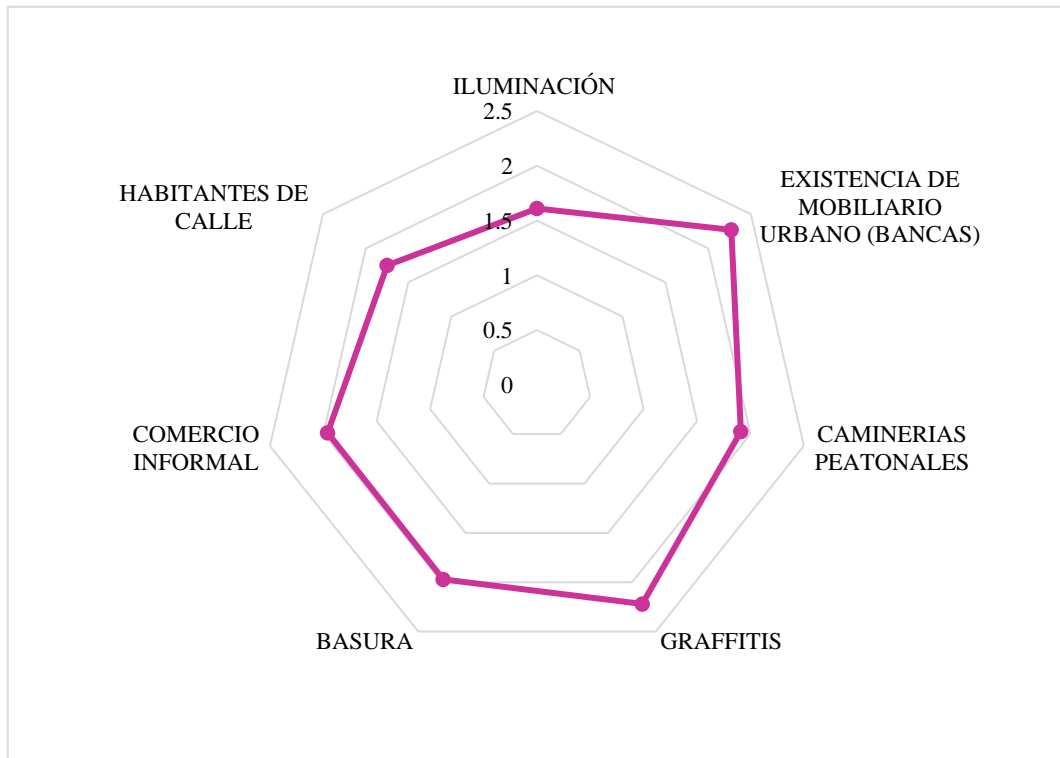 ILUMINACIÓN
2.5
2
1.5
1
0.5
0
EXISTENCIA DE
MOBILIARIO
URBANO (BANCAS)
CAMINERIAS
PEATONALES
GRAFFITIS
BASURA
COMERCIO
INFORMAL
HABITANTES DE
CALLE